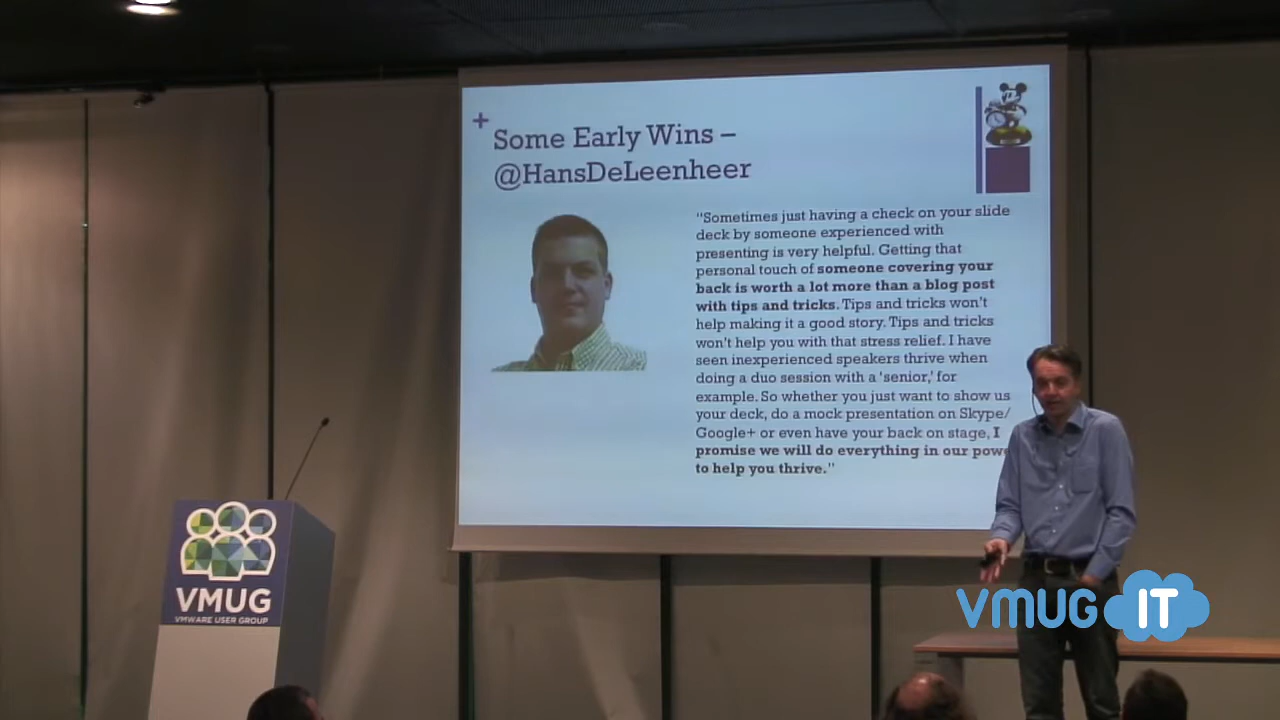 +
Some Early Wins –
@HansDeLeenheer
"Sometimes just having a check on your slide
deck by someone experienced with
presenting is very helpful. Getting that
personal touch of someone covering your
back is worth a lot more than a blog post
with tips and tricks. Tips and tricks won't
help making it a good story. Tips and tricks
won't help you with that stress relief. I have
seen inexperienced speakers thrive when
doing a duo session with a 'senior,' for
example. So whether you just want to show us
your deck, do a mock presentation on Skype/
Google+ or even have your back on stage, I
promise we will do everything in our powe
to help you thrive."
VMUG
VMWARE USER GROUP
VMUG IT